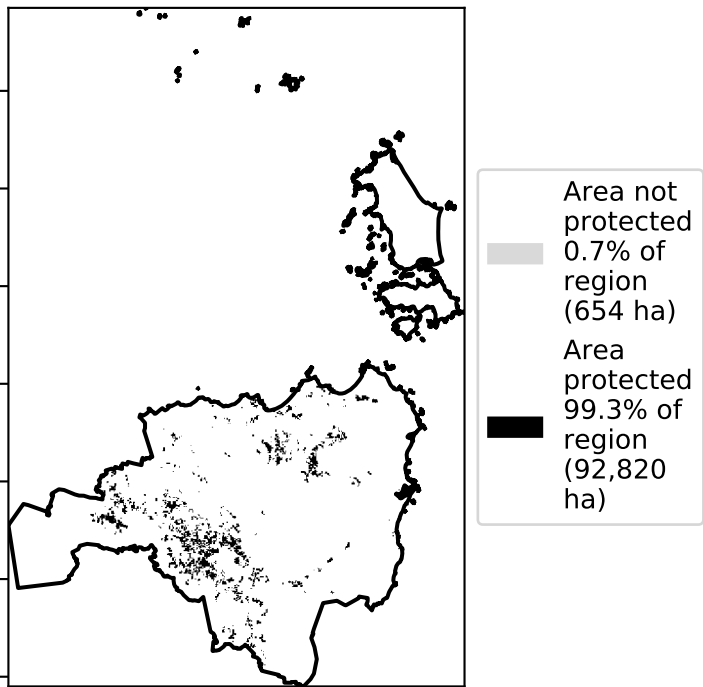 Area not
protected
0.7% of
region
(654 ha)
Area
protected
99.3% of
region
(92,820
ha)